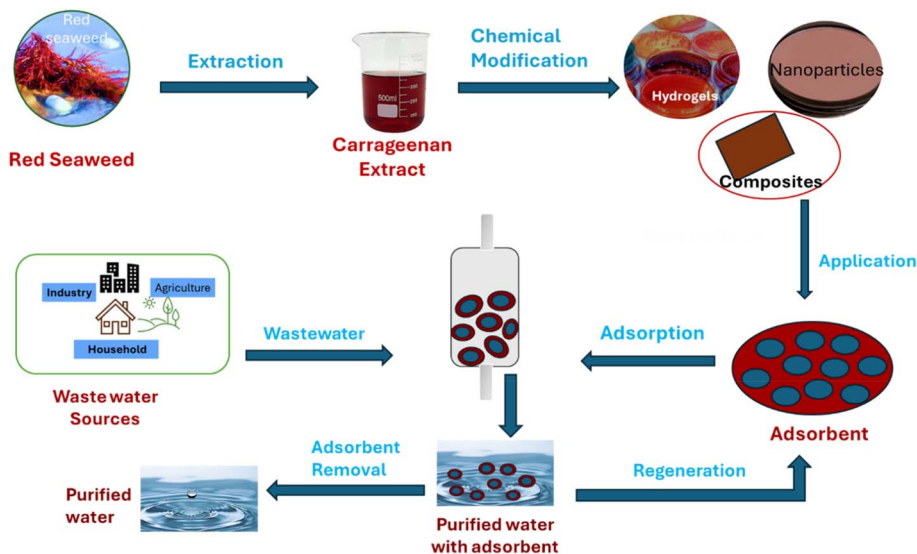 Red
seaweed
Extraction
500ml
Chemical
Modification
Hydrogels
Nanoparticles
Composites
Red Seaweed
Carrageenan
Extract
Application
Industry
Agriculture
Household
Wastewater
Adsorption
Waste water
Sources
Adsorbent
Adsorbent
Removal
Regeneration
Purified
water
Purified water
with adsorbent